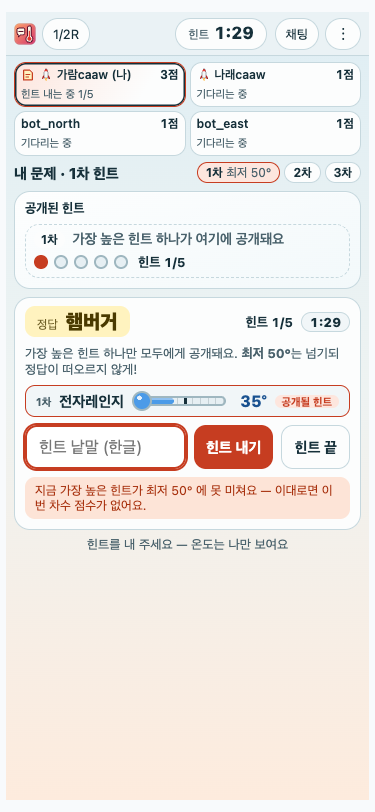 1/2R
힌트 1:29
채팅
가람caaw (나) 3점
힌트 내는 중 1/5
나래caaw 1점
기다리는 중
bot_north 1점
기다리는 중
bot_east 1점
기다리는 중
내 문제 · 1차 힌트
1차 최저 50°
2차
3차
공개된 힌트
1차 가장 높은 힌트 하나가 여기에 공개돼요
힌트 1/5
정답 햄버거
힌트 1/5
1:29
가장 높은 힌트 하나만 모두에게 공개돼요. 최저 50°는 넘기되
정답이 떠오르지 않게!
1차 전자레인지 35° 공개될 힌트
힌트 낱말 (한글)
힌트 내기
힌트 끝
지금 가장 높은 힌트가 최저 50° 에 못 미쳐요 — 이대로면 이
번 차수 점수가 없어요.
힌트를 내 주세요 — 온도는 나만 보여요